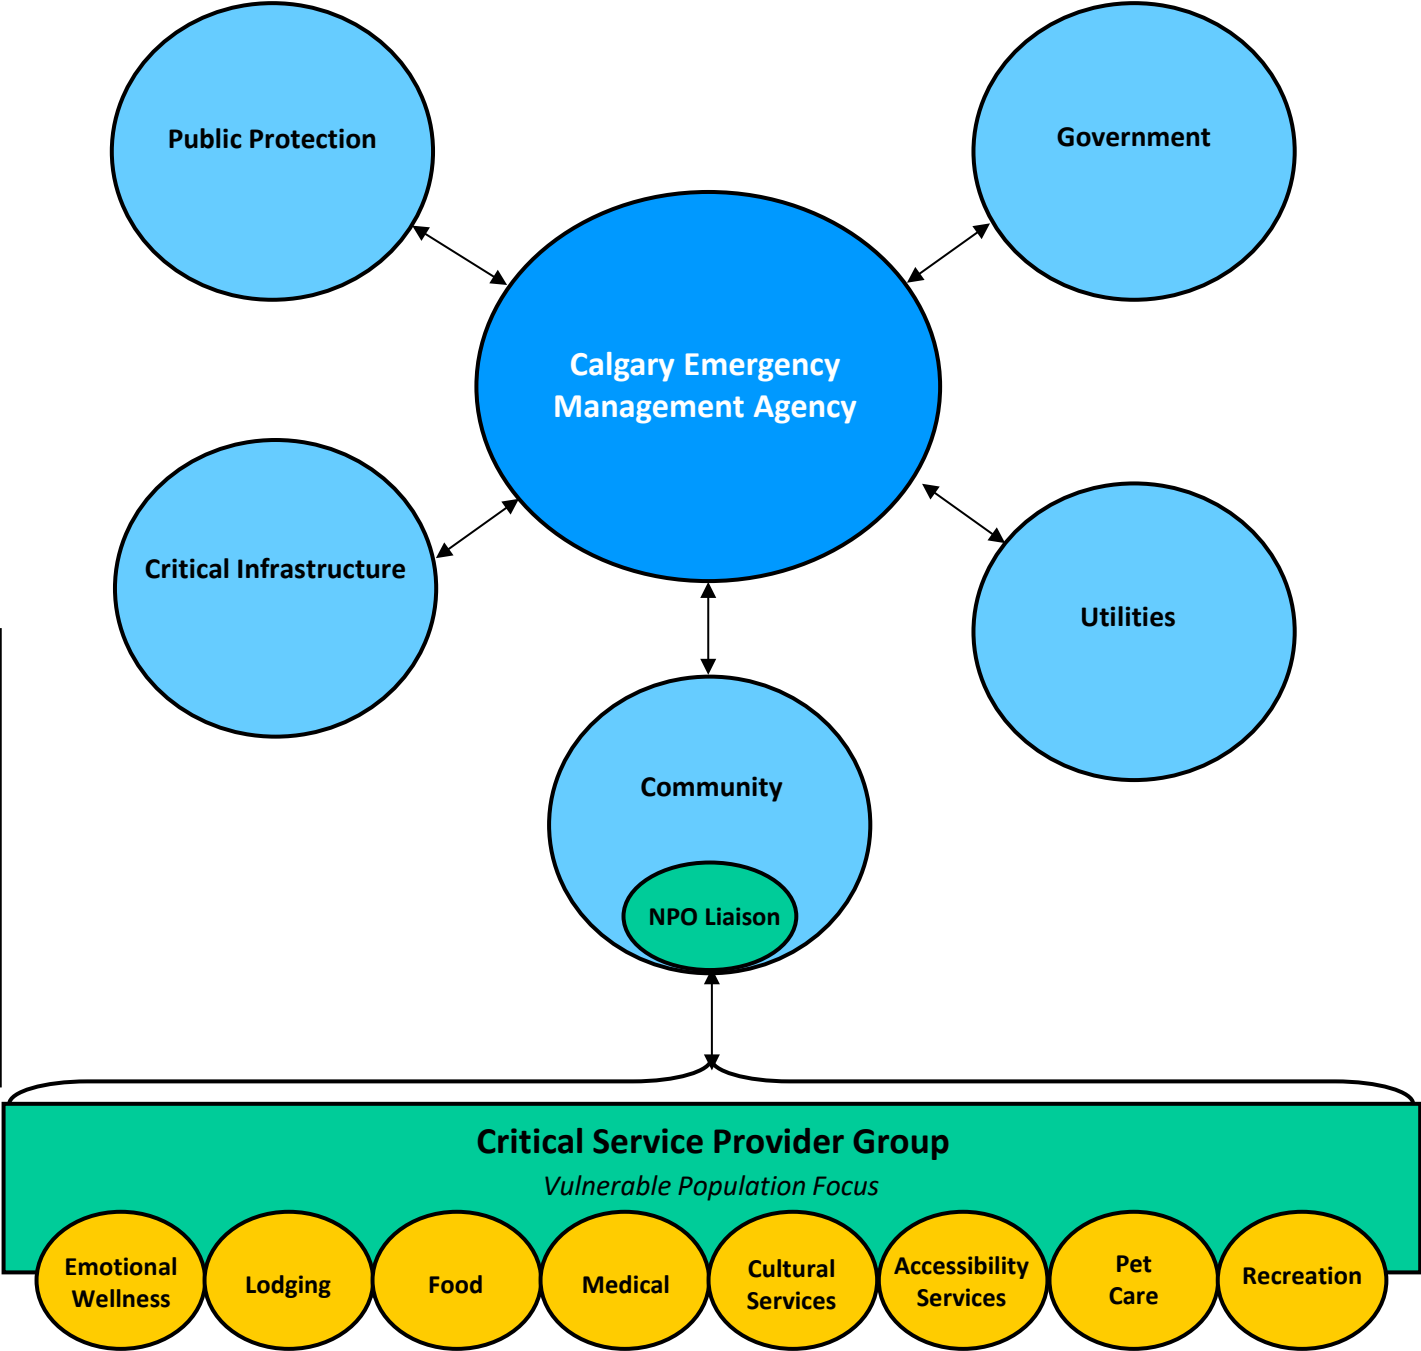 Public Protection
Government
Calgary Emergency
Management Agency
Critical Infrastructure
Utilities
Community
NPO Liaison
Critical Service Provider Group
Vulnerable Population Focus
Emotional
Wellness
Lodging
Food
Medical
Cultural
Services
Accessibility
Services
Pet
Care
Recreation